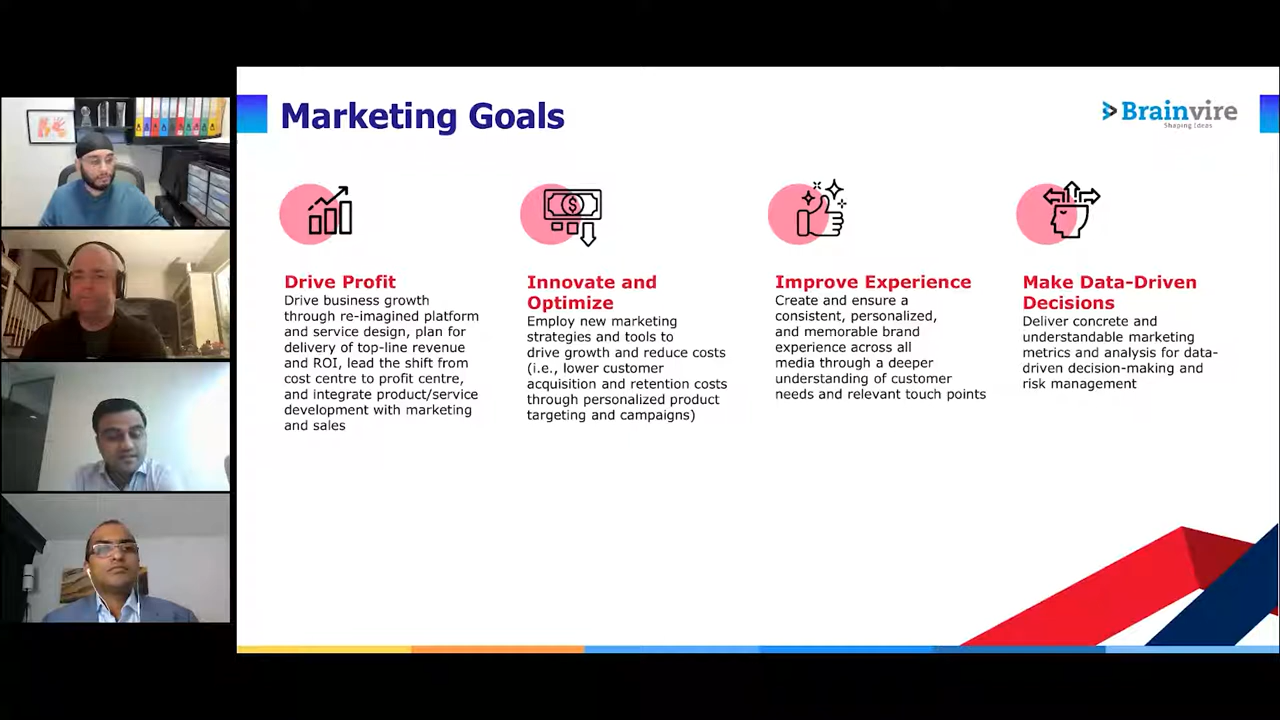 Marketing Goals
Brainvire
Shaping Ideas
Drive Profit
Drive business growth
through re-imagined platform
and service design, plan for
delivery of top-line revenue
and ROI, lead the shift from
cost centre to profit centre,
and integrate product/service
development with marketing
and sales
Innovate and
Optimize
Employ new marketing
strategies and tools to
drive growth and reduce costs
(i.e., lower customer
acquisition and retention costs
through personalized product
targeting and campaigns)
Improve Experience
Create and ensure a
consistent, personalized,
and memorable brand
experience across all
media through a deeper
understanding of customer
needs and relevant touch points
Make Data-Driven
Decisions
Deliver concrete and
understandable marketing
metrics and analysis for data-
driven decision-making and
risk management